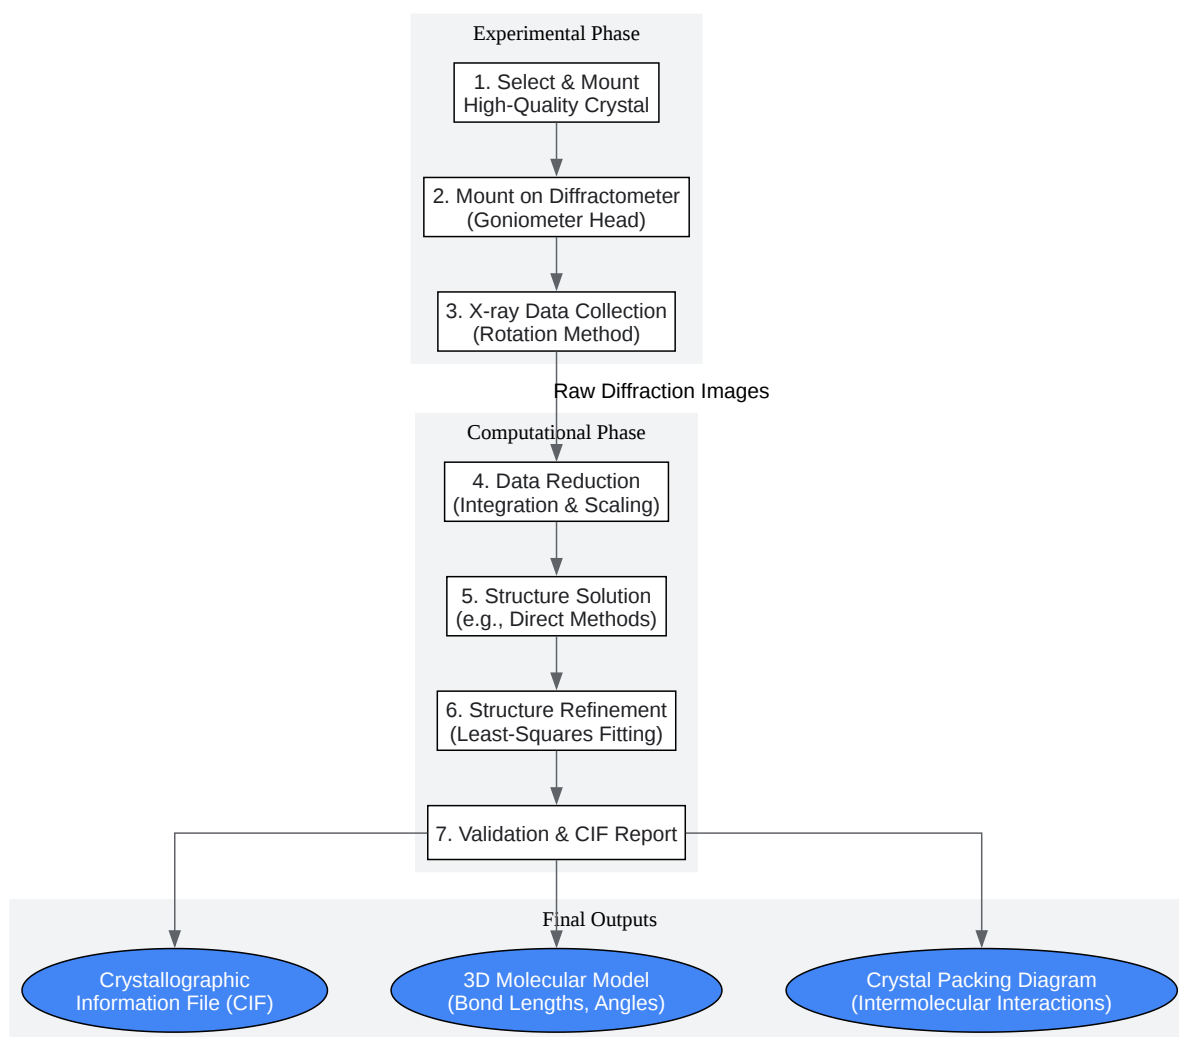 Experimental Phase
1. Select & Mount
High-Quality Crystal
2. Mount on Diffractometer
(Goniometer Head)
3. X-ray Data Collection
(Rotation Method)
Raw Diffraction Images
Computational Phase
4. Data Reduction
(Integration & Scaling)
5. Structure Solution
(e.g., Direct Methods)
6. Structure Refinement
(Least-Squares Fitting)
7. Validation & CIF Report
Final Outputs
Crystallographic
Information File (CIF)
3D Molecular Model
(Bond Lengths, Angles)
Crystal Packing Diagram
(Intermolecular Interactions)